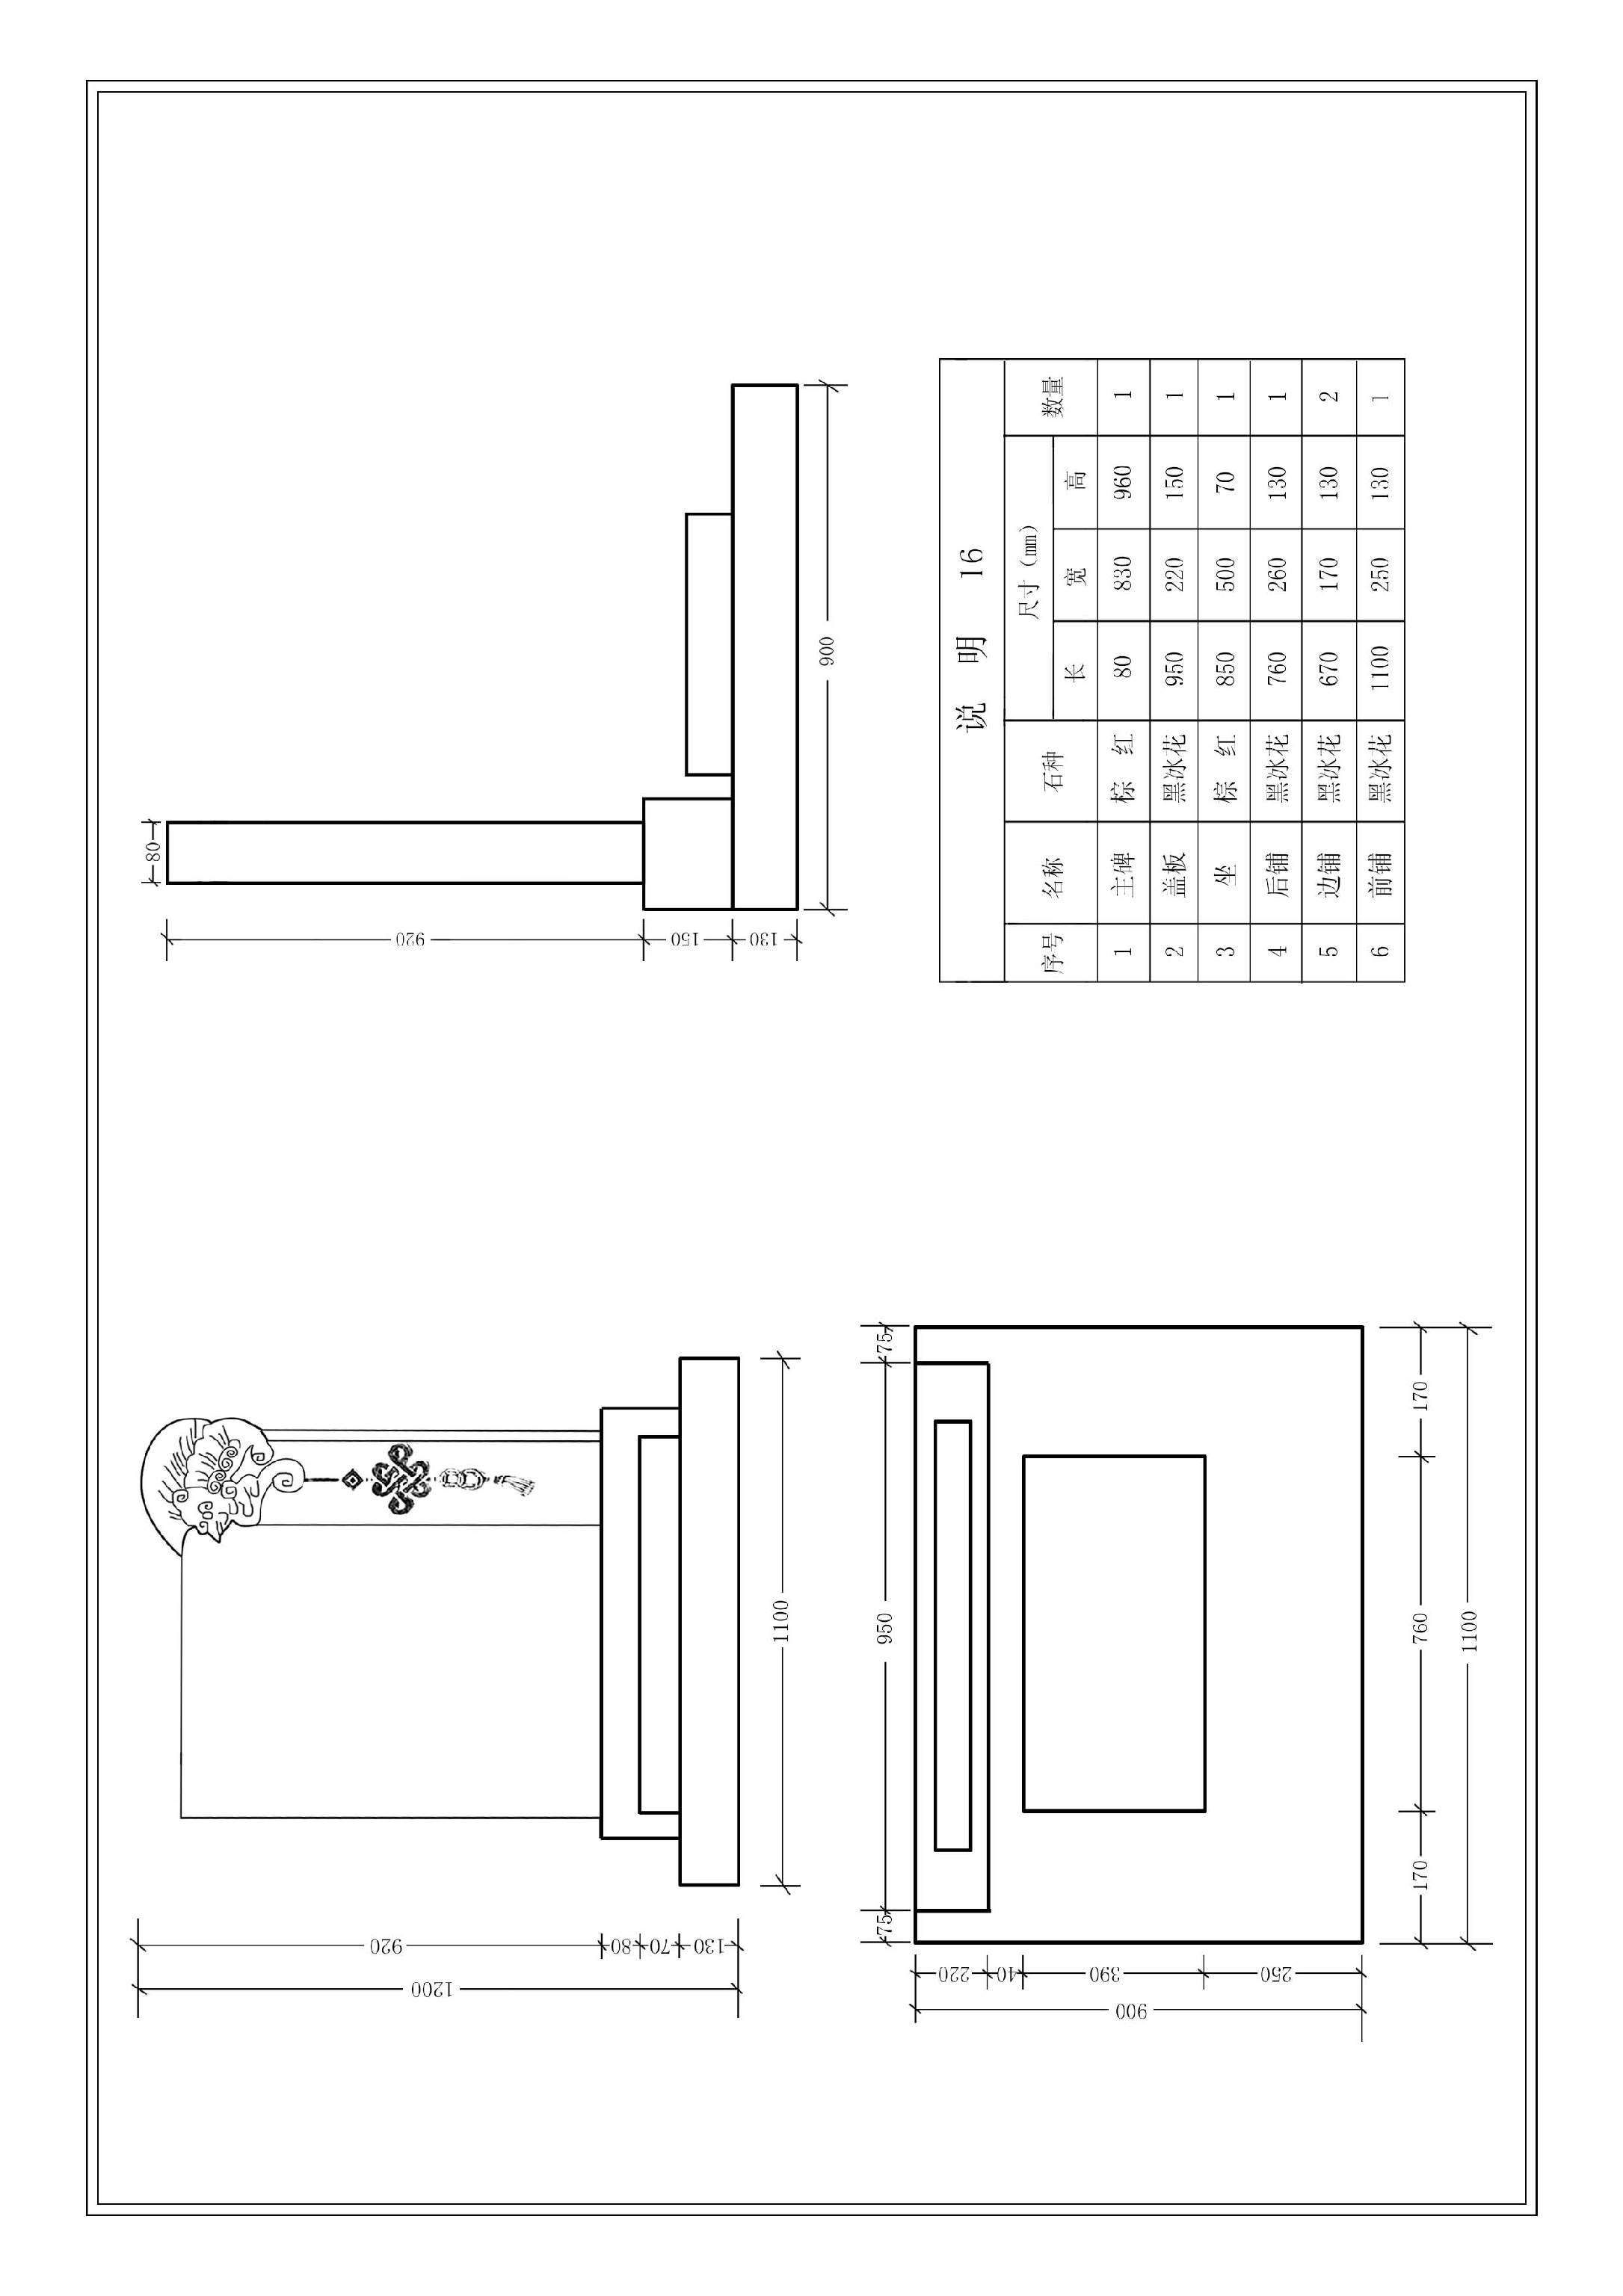 说 明 16
序号 名称 石种 尺寸（mm） 数量
长 宽 高
1 主碑 棕 红 80 830 960 1
2 盖板 黑冰花 950 220 150 1
3 坐 棕 红 850 500 70 1
4 后铺 黑冰花 760 260 130 1
5 边铺 黑冰花 670 170 130 2
6 前铺 黑冰花 1100 250 130 1
80
920
150
130
900
920
80
70
130
1200
1100
75
950
75
220
40
390
250
900
170
760
170
1100